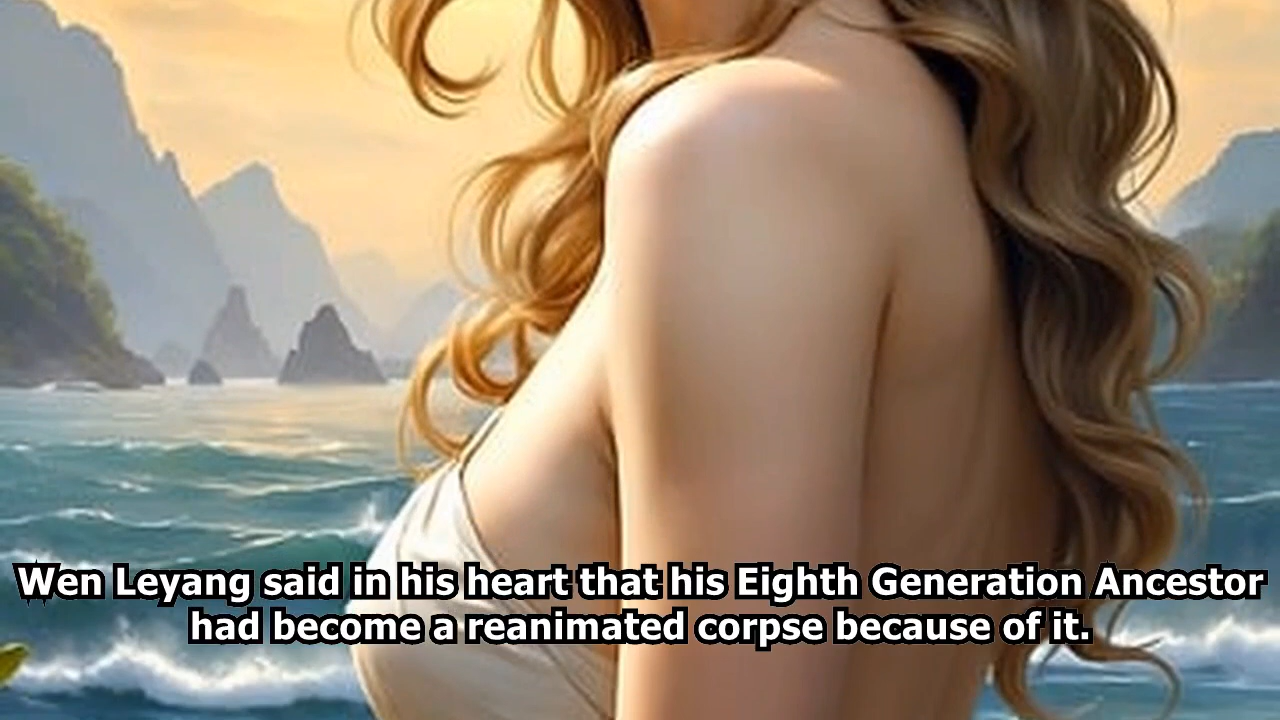 Wen Leyang said in his heart that his Eighth Generation Ancestor
had become a reanimated corpse because of it.